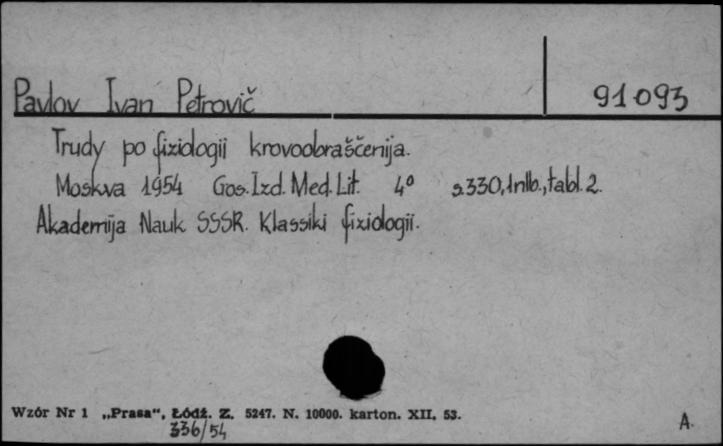 Pavlov Ivan Petrovič 91093
Trudy po fiziologii krovoobraščenija.
Moskva 1954 Gos. Izd. Med. Lit. 4° s.330,1nlb., tabl. 2.
Akademija Nauk SSSR. Klassiki fiziologii.
Wzór Nr 1 „Prasa“, Łódź. Z. 5247. N. 10000. karton. XII. 53.
336/54
A.